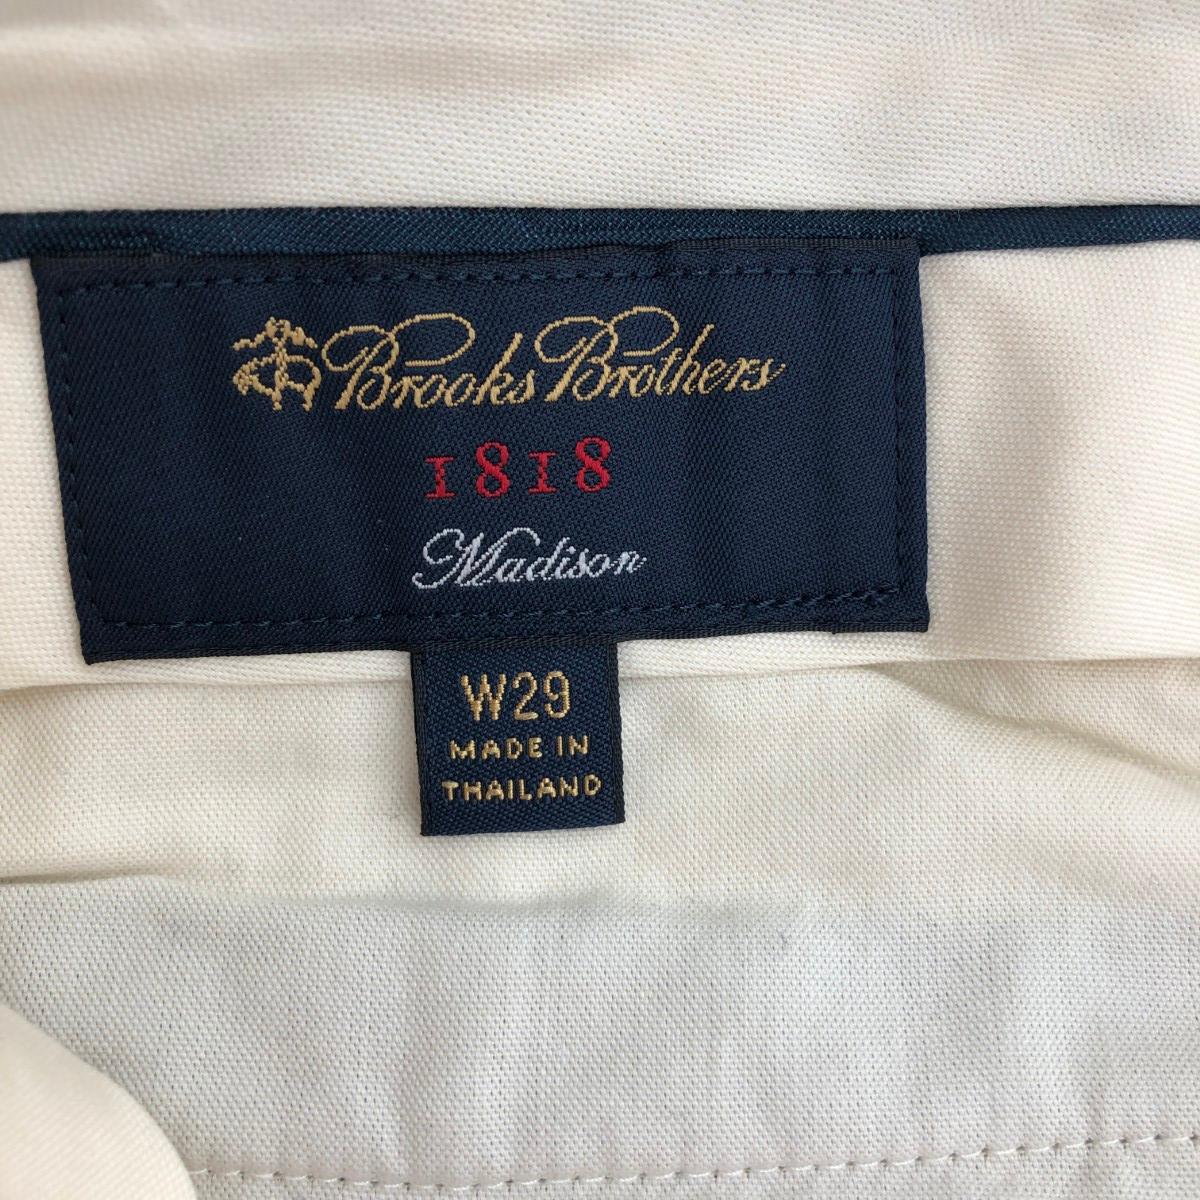 Brooks Brothers
1818
Madison
W29
MADE IN
THAILAND